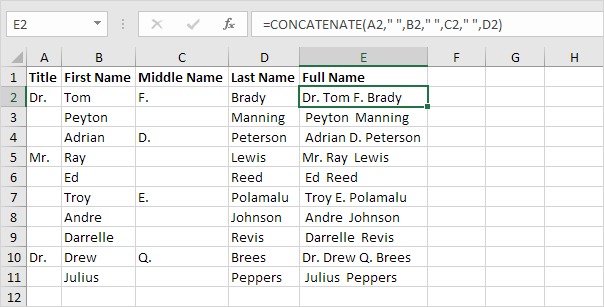 E2 fx =CONCATENATE(A2," ",B2," ",C2," ",D2)
A B C D E F G H
1 Title First Name Middle Name Last Name Full Name
2 Dr. Tom F. Brady Dr. Tom F. Brady
3 Peyton Manning Peyton  Manning
4 Adrian D. Peterson Adrian D. Peterson
5 Mr. Ray Lewis Mr. Ray  Lewis
6 Ed Reed Ed  Reed
7 Troy E. Polamalu Troy E. Polamalu
8 Andre Johnson Andre  Johnson
9 Darrelle Revis Darrelle  Revis
10 Dr. Drew Q. Brees Dr. Drew Q. Brees
11 Julius Peppers Julius  Peppers
12